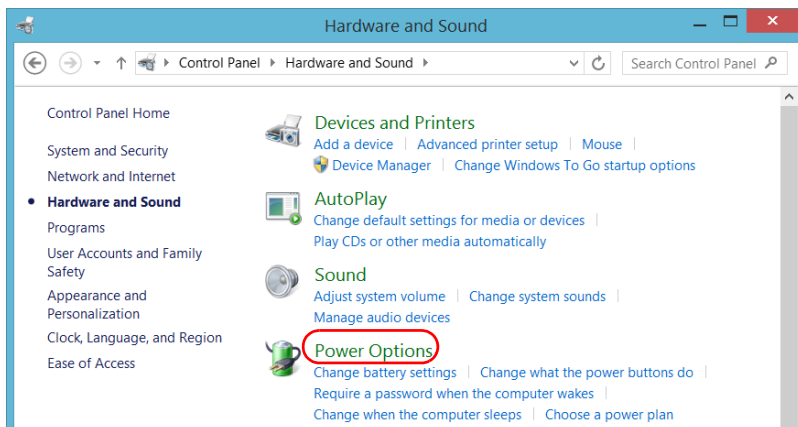 Hardware and Sound
Control Panel Hardware and Sound
Search Control Panel
Control Panel Home
System and Security
Network and Internet
Hardware and Sound
Programs
User Accounts and Family
Safety
Appearance and
Personalization
Clock, Language, and Region
Ease of Access
Devices and Printers
Add a device Advanced printer setup Mouse
Device Manager Change Windows To Go startup options
AutoPlay
Change default settings for media or devices
Play CDs or other media automatically
Sound
Adjust system volume Change system sounds
Manage audio devices
Power Options
Change battery settings Change what the power buttons do
Require a password when the computer wakes
Change when the computer sleeps Choose a power plan